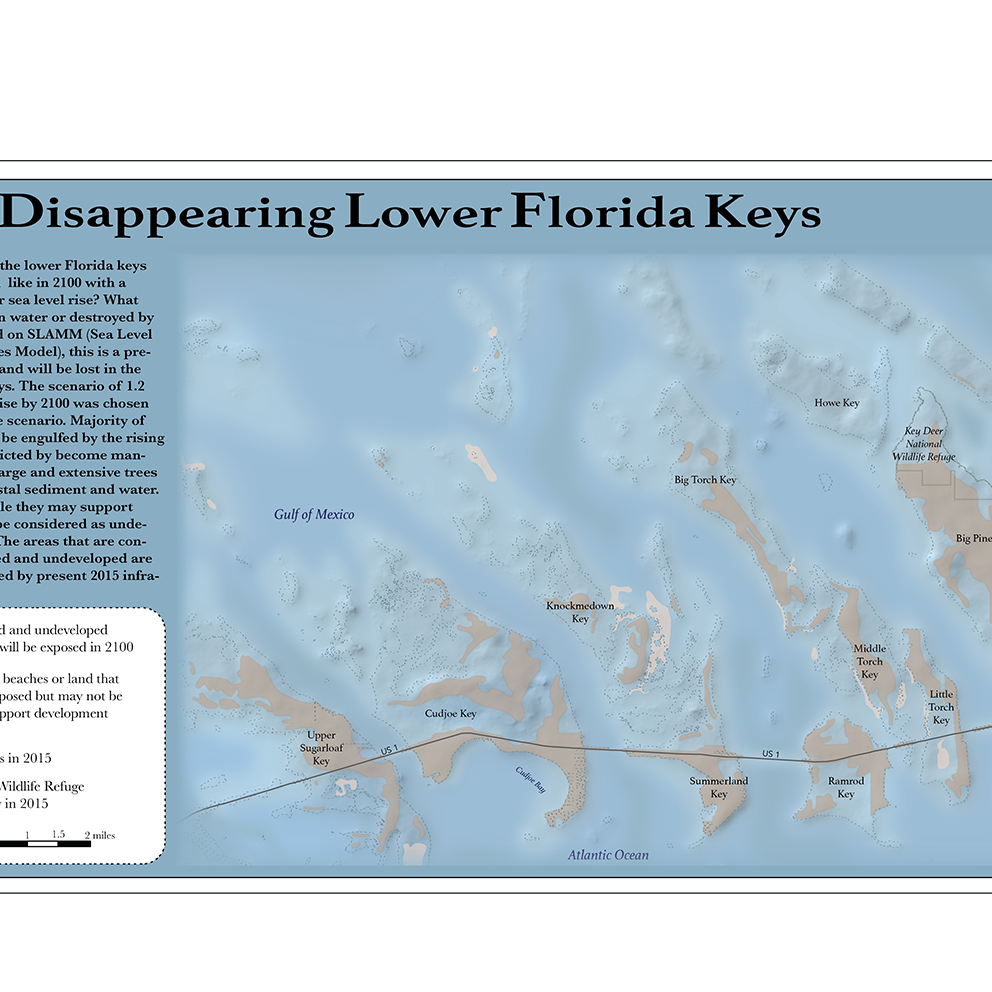 Disappearing Lower Florida Keys
the lower Florida keys
like in 2100 with a
r sea level rise? What
n water or destroyed by
d on SLAMM (Sea Level
es Model), this is a pre-
and will be lost in the
ys. The scenario of 1.2
ise by 2100 was chosen
e scenario. Majority of
be engulfed by the rising
icted by become man-
arge and extensive trees
stal sediment and water.
le they may support
be considered as unde-
The areas that are con-
ed and undeveloped are
ed by present 2015 infra-
d and undeveloped
will be exposed in 2100
beaches or land that
posed but may not be
pport development
s in 2015
Wildlife Refuge
y in 2015
1 1.5 2 miles
Howe Key
Key Deer
National
Wildlife Refuge
Big Torch Key
Gulf of Mexico
Big Pine
Knockmedown
Key
Middle
Torch
Key
Little
Torch
Key
Cudjoe Key
Upper
Sugarloaf
Key
US 1
US 1
Cudjoe Bay
Summerland
Key
Ramrod
Key
Atlantic Ocean